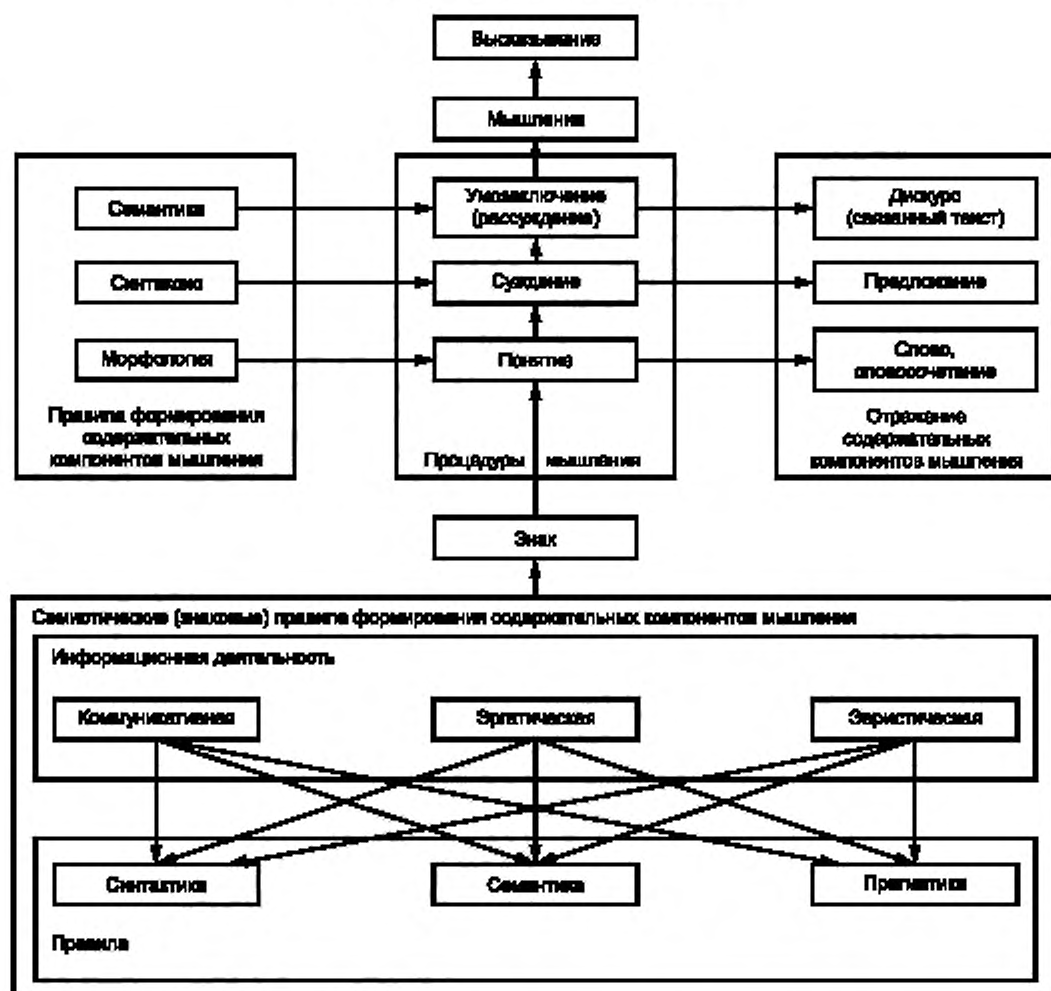 Высказывание
Мышление
Семантика
Умозаключение
(рассуждение)
Дискурс
(связанный текст)
Синтаксис
Суждение
Предложение
Морфология
Понятие
Слово,
словосочетание
Правила формирования
содержательных
компонентов мышления
Процедуры мышления
Отражение
содержательных
компонентов мышления
Знак
Семиотические (знаковые) правила формирования содержательных компонентов мышления
Информационная деятельность
Коммуникативная
Эргатическая
Эвристическая
Синтактика
Семантика
Прагматика
Правила